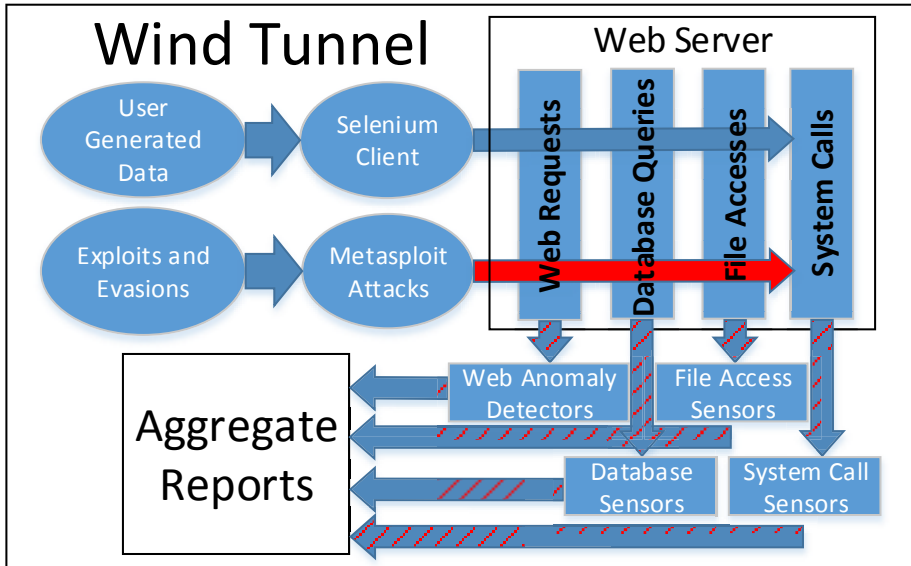 Wind Tunnel
Web Server
User
Generated
Data
Selenium
Client
Exploits and
Evasions
Metasploit
Attacks
Web Requests
Database Queries
File Accesses
System Calls
Web Anomaly
Detectors
File Access
Sensors
Aggregate
Reports
Database
Sensors
System Call
Sensors